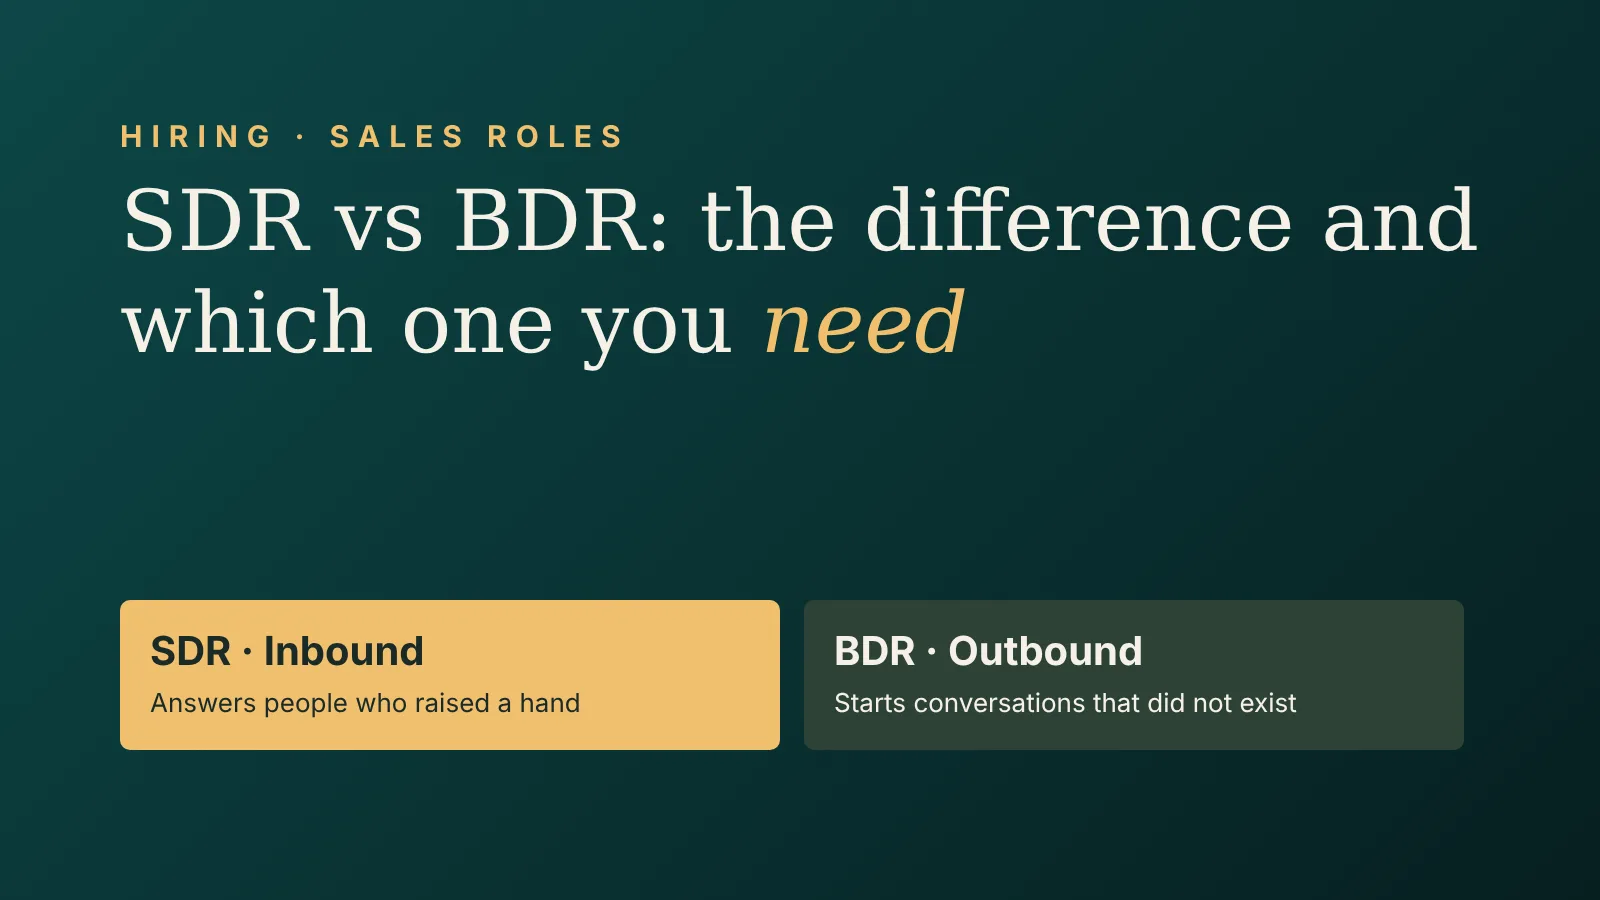 HIRING · SALES ROLES
SDR vs BDR: the difference and
which one you need
SDR · Inbound
Answers people who raised a hand
BDR · Outbound
Starts conversations that did not exist